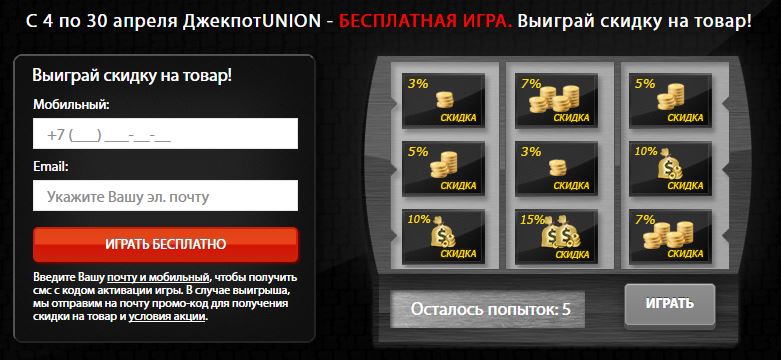 С 4 по 30 апреля ДжекпотUNION - БЕСПЛАТНАЯ ИГРА. Выиграй скидку на товар!
Выиграй скидку на товар!
Мобильный:
+7 (___) ___-__-__
Email:
Укажите Вашу эл. почту
ИГРАТЬ БЕСПЛАТНО
Введите Вашу почту и мобильный, чтобы получить
смс с кодом активации игры. В случае выигрыша,
мы отправим на почту промо-код для получения
скидки на товар и условия акции.
3% 7% 5%
СКИДКА СКИДКА СКИДКА
5% 3% 10%
СКИДКА СКИДКА СКИДКА
10% 15% 7%
СКИДКА СКИДКА СКИДКА
Осталось попыток: 5
ИГРАТЬ